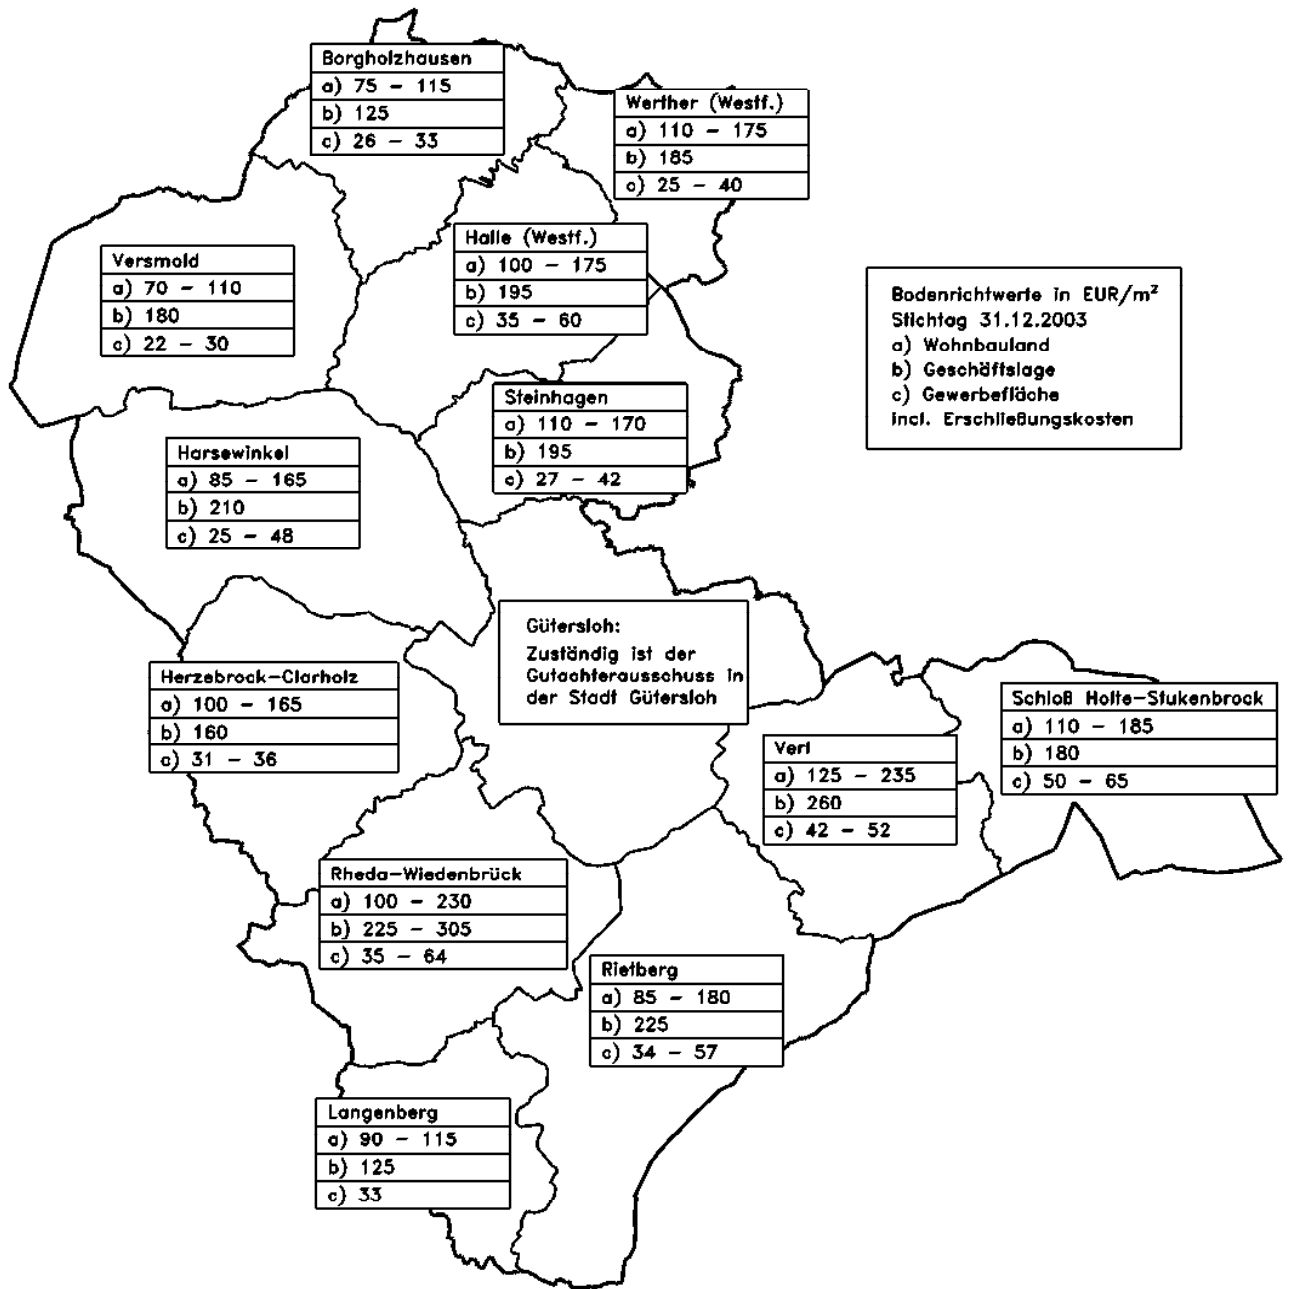 Borgholzhausen
a) 75 – 115
b) 125
c) 26 – 33
Werther (Westf.)
a) 110 – 175
b) 185
c) 25 – 40
Halle (Westf.)
a) 100 – 175
b) 195
c) 35 – 60
Versmold
a) 70 – 110
b) 180
c) 22 – 30
Bodenrichtwerte in EUR/m²
Stichtag 31.12.2003
a) Wohnbauland
b) Geschäftslage
c) Gewerbefläche
incl. Erschließungskosten
Steinhagen
a) 110 – 170
b) 195
c) 27 – 42
Harsewinkel
a) 85 – 165
b) 210
c) 25 – 48
Gütersloh:
Zuständig ist der
Gutachterausschuss in
der Stadt Gütersloh
Herzebrock–Clarholz
a) 100 – 165
b) 160
c) 31 – 36
Schloß Holte–Stukenbrock
a) 110 – 185
b) 180
c) 50 – 65
Verl
a) 125 – 235
b) 260
c) 42 – 52
Rheda–Wiedenbrück
a) 100 – 230
b) 225 – 305
c) 35 – 64
Rietberg
a) 85 – 180
b) 225
c) 34 – 57
Langenberg
a) 90 – 115
b) 125
c) 33